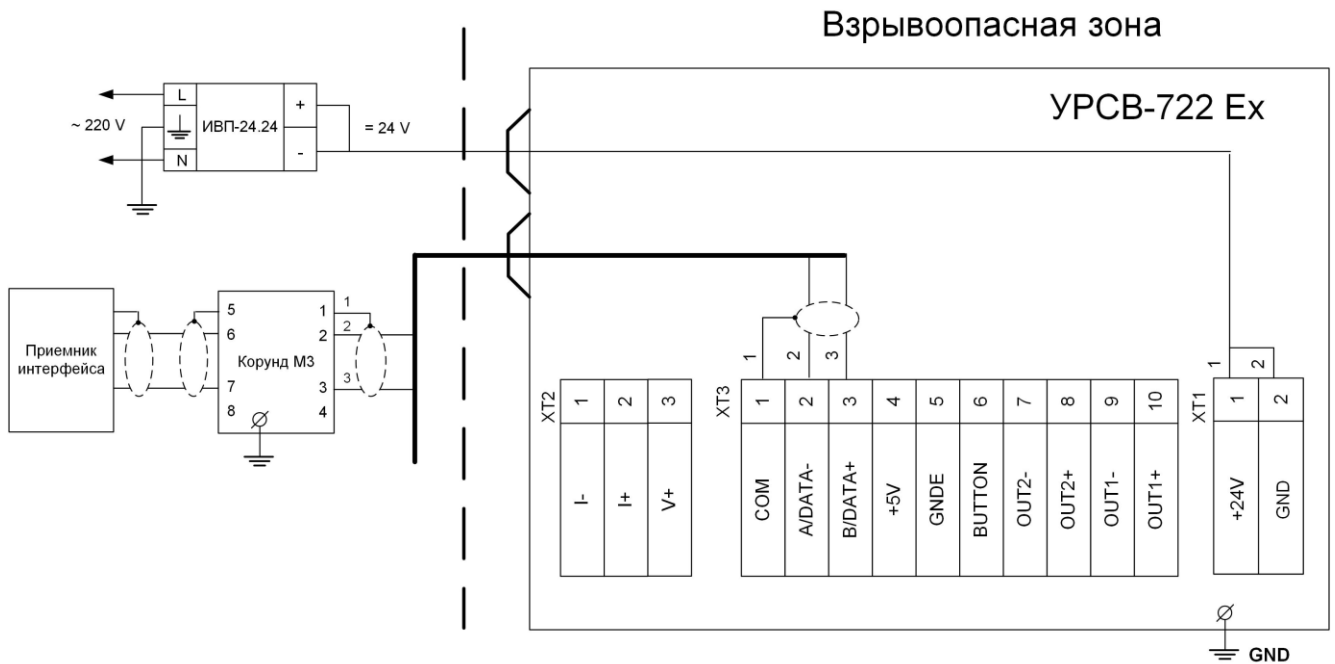 Взрывоопасная зона
УРСВ-722 Ex
L
N
~ 220 V
ИВП-24.24
+
-
= 24 V
Приемник
интерфейса
5
6
7
8
Корунд М3
1
2
3
4
1
2
3
1
2
3
1
2
XT2
1
2
3
I-
I+
V+
XT3
1
2
3
4
5
6
7
8
9
10
COM
A/DATA-
B/DATA+
+5V
GNDE
BUTTON
OUT2-
OUT2+
OUT1-
OUT1+
XT1
1
2
+24V
GND
GND